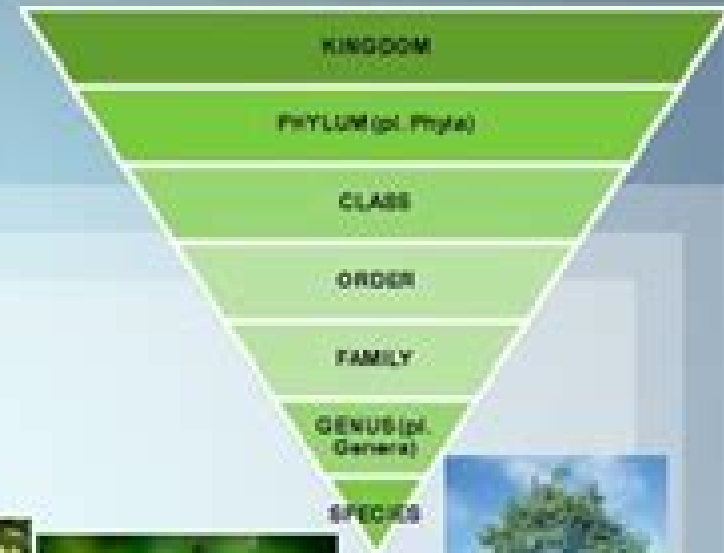 KINGDOM
PHYLUM (pl. Phyla)
CLASS
ORDER
FAMILY
GENUS (pl.
Genera)
SPECIES